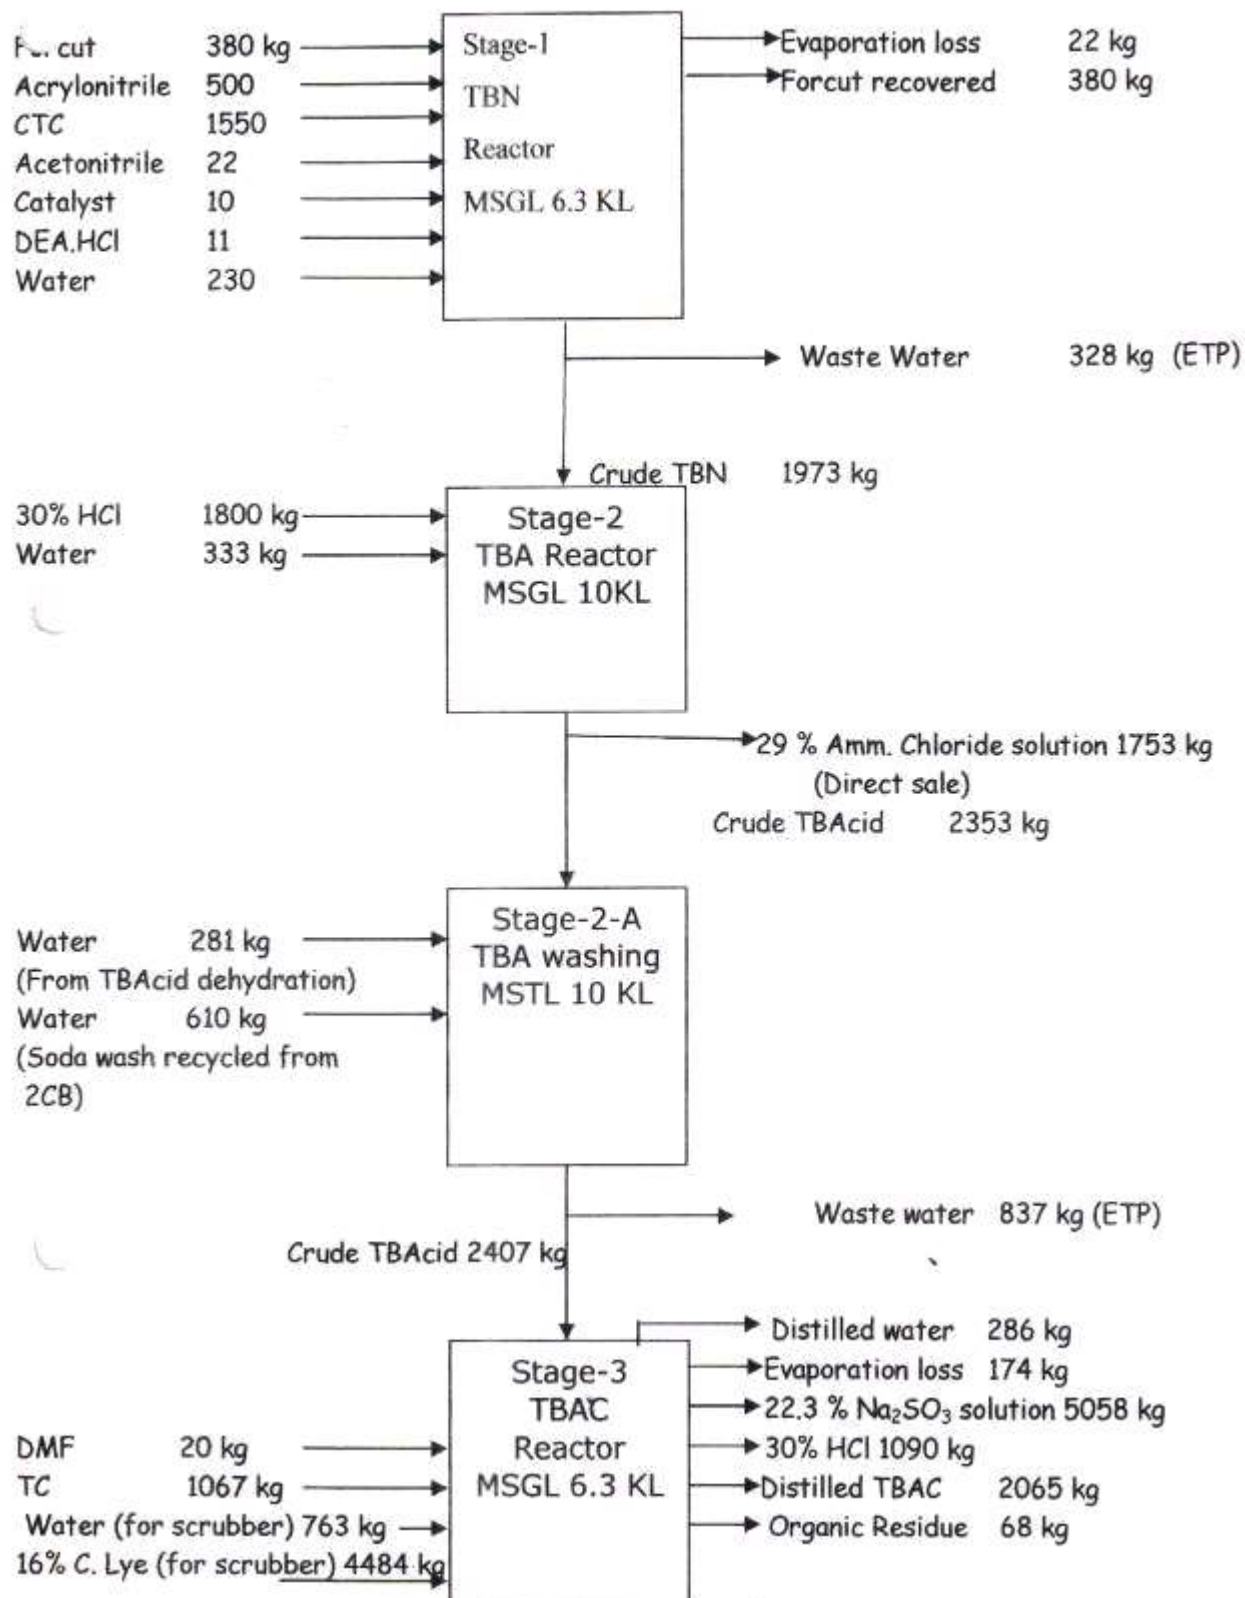 cut 380 kg Stage-1 Evaporation loss 22 kg
Acrylonitrile 500 TBN Forcut recovered 380 kg
CTC 1550
Acetonitrile 22 Reactor
Catalyst 10 MSGL 6.3 KL
DEA.HCl 11
Water 230
Waste Water 328 kg (ETP)
Crude TBN 1973 kg
30% HCl 1800 kg Stage-2
Water 333 kg TBA Reactor
MSGL 10KL
29 % Amm. Chloride solution 1753 kg
(Direct sale)
Crude TBAcid 2353 kg
Stage-2-A
Water 281 kg TBA washing
(From TBAcid dehydration) MSTL 10 KL
Water 610 kg
(Soda wash recycled from
2CB)
Waste water 837 kg (ETP)
Crude TBAcid 2407 kg
Distilled water 286 kg
Stage-3 Evaporation loss 174 kg
TBAC 22.3 % Na₂SO₃ solution 5058 kg
DMF 20 kg Reactor 30% HCl 1090 kg
TC 1067 kg MSGL 6.3 KL Distilled TBAC 2065 kg
Water (for scrubber) 763 kg Organic Residue 68 kg
16% C. Lye (for scrubber) 4484 kg